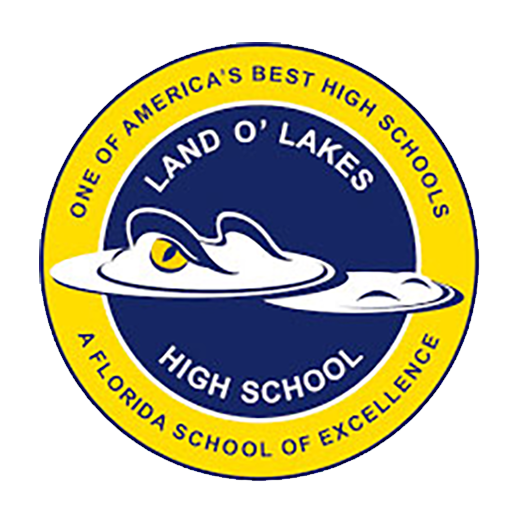 ONE OF AMERICA'S BEST HIGH SCHOOLS
LAND O' LAKES
HIGH SCHOOL
A FLORIDA SCHOOL OF EXCELLENCE